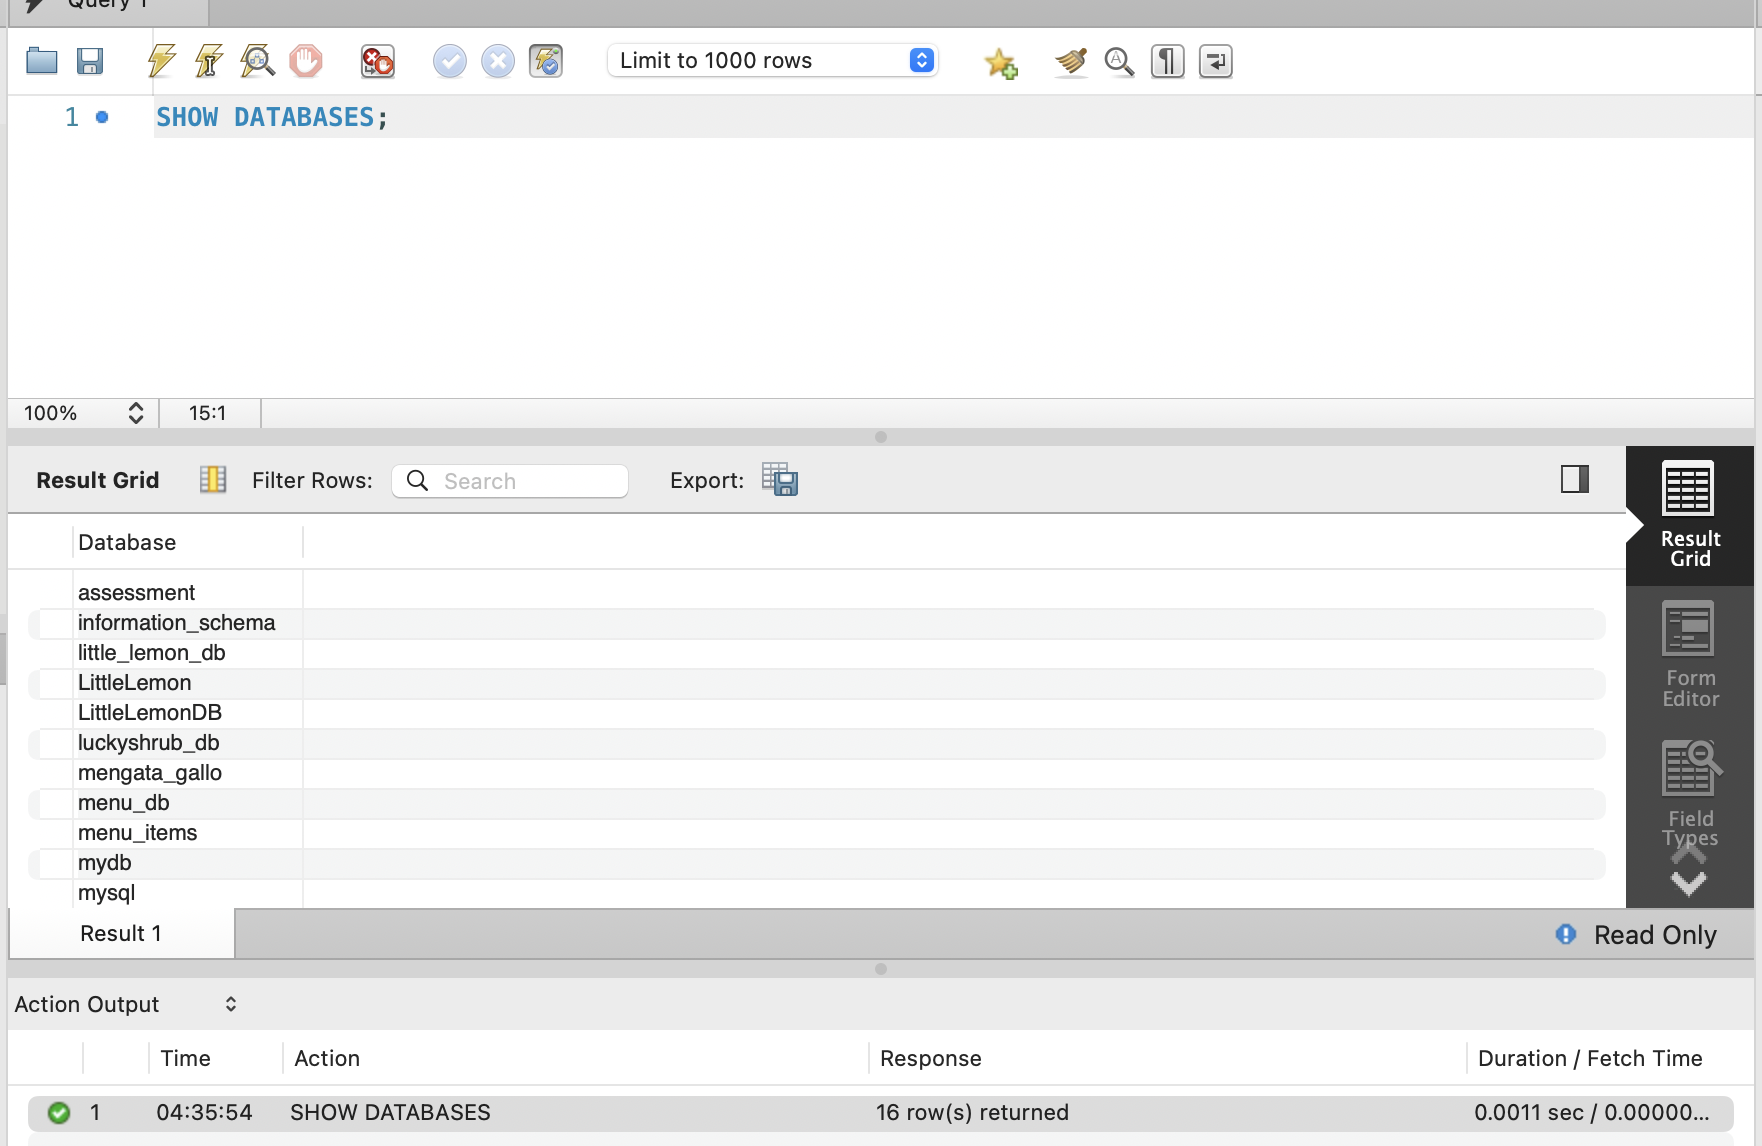 Query 1
Limit to 1000 rows
1 SHOW DATABASES;
100% 15:1
Result Grid Filter Rows: Search Export:
Database
assessment
information_schema
little_lemon_db
LittleLemon
LittleLemonDB
luckyshrub_db
mengata_gallo
menu_db
menu_items
mydb
mysql
Result
Grid
Form
Editor
Field
Types
Result 1 Read Only
Action Output
Time Action Response Duration / Fetch Time
1 04:35:54 SHOW DATABASES 16 row(s) returned 0.0011 sec / 0.00000...